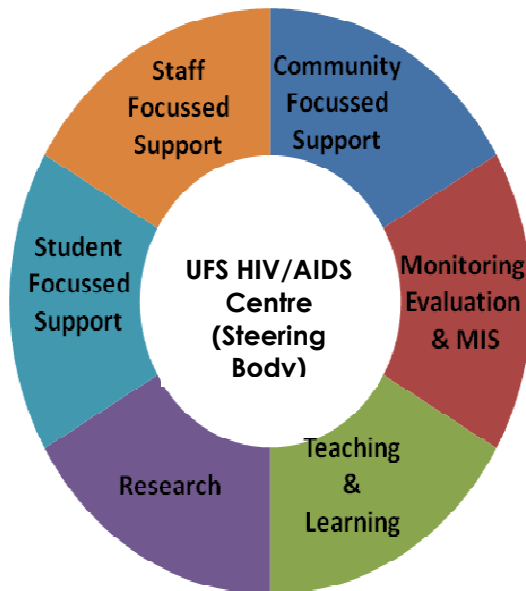 Staff
Focussed
Support
Community
Focussed
Support
Student
Focussed
Support
UFS HIV/AIDS
Centre
(Steering
Body)
Monitoring
Evaluation
& MIS
Research
Teaching
&
Learning